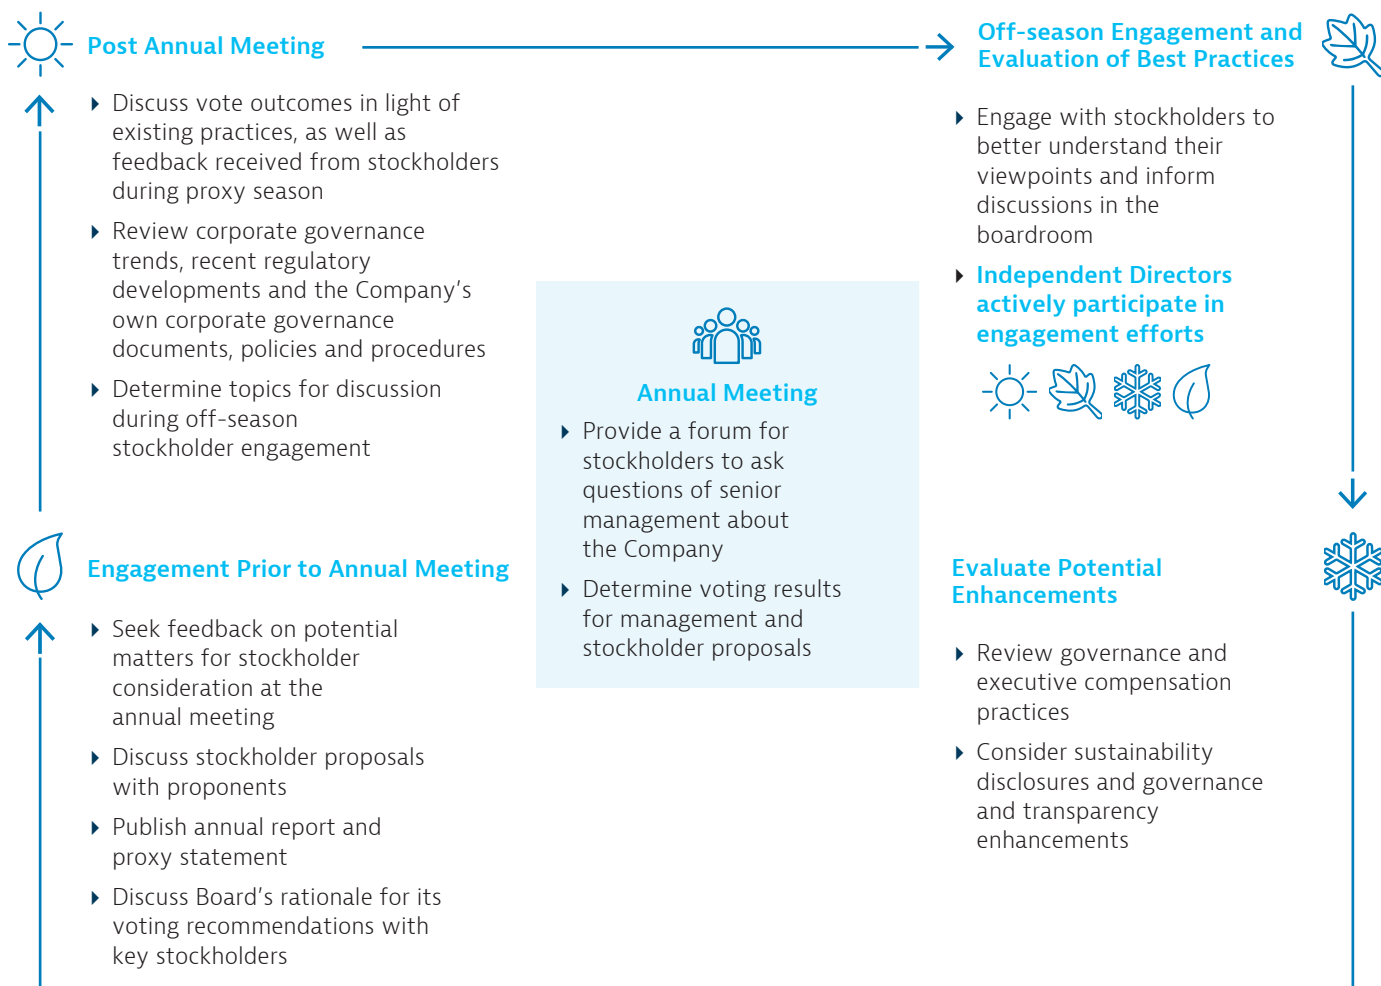 Post Annual Meeting
Discuss vote outcomes in light of
existing practices, as well as
feedback received from stockholders
during proxy season
Review corporate governance
trends, recent regulatory
developments and the Company’s
own corporate governance
documents, policies and procedures
Determine topics for discussion
during off-season
stockholder engagement
Off-season Engagement and
Evaluation of Best Practices
Engage with stockholders to
better understand their
viewpoints and inform
discussions in the
boardroom
Independent Directors
actively participate in
engagement efforts
Annual Meeting
Provide a forum for
stockholders to ask
questions of senior
management about
the Company
Determine voting results
for management and
stockholder proposals
Engagement Prior to Annual Meeting
Seek feedback on potential
matters for stockholder
consideration at the
annual meeting
Discuss stockholder proposals
with proponents
Publish annual report and
proxy statement
Discuss Board’s rationale for its
voting recommendations with
key stockholders
Evaluate Potential
Enhancements
Review governance and
executive compensation
practices
Consider sustainability
disclosures and governance
and transparency
enhancements